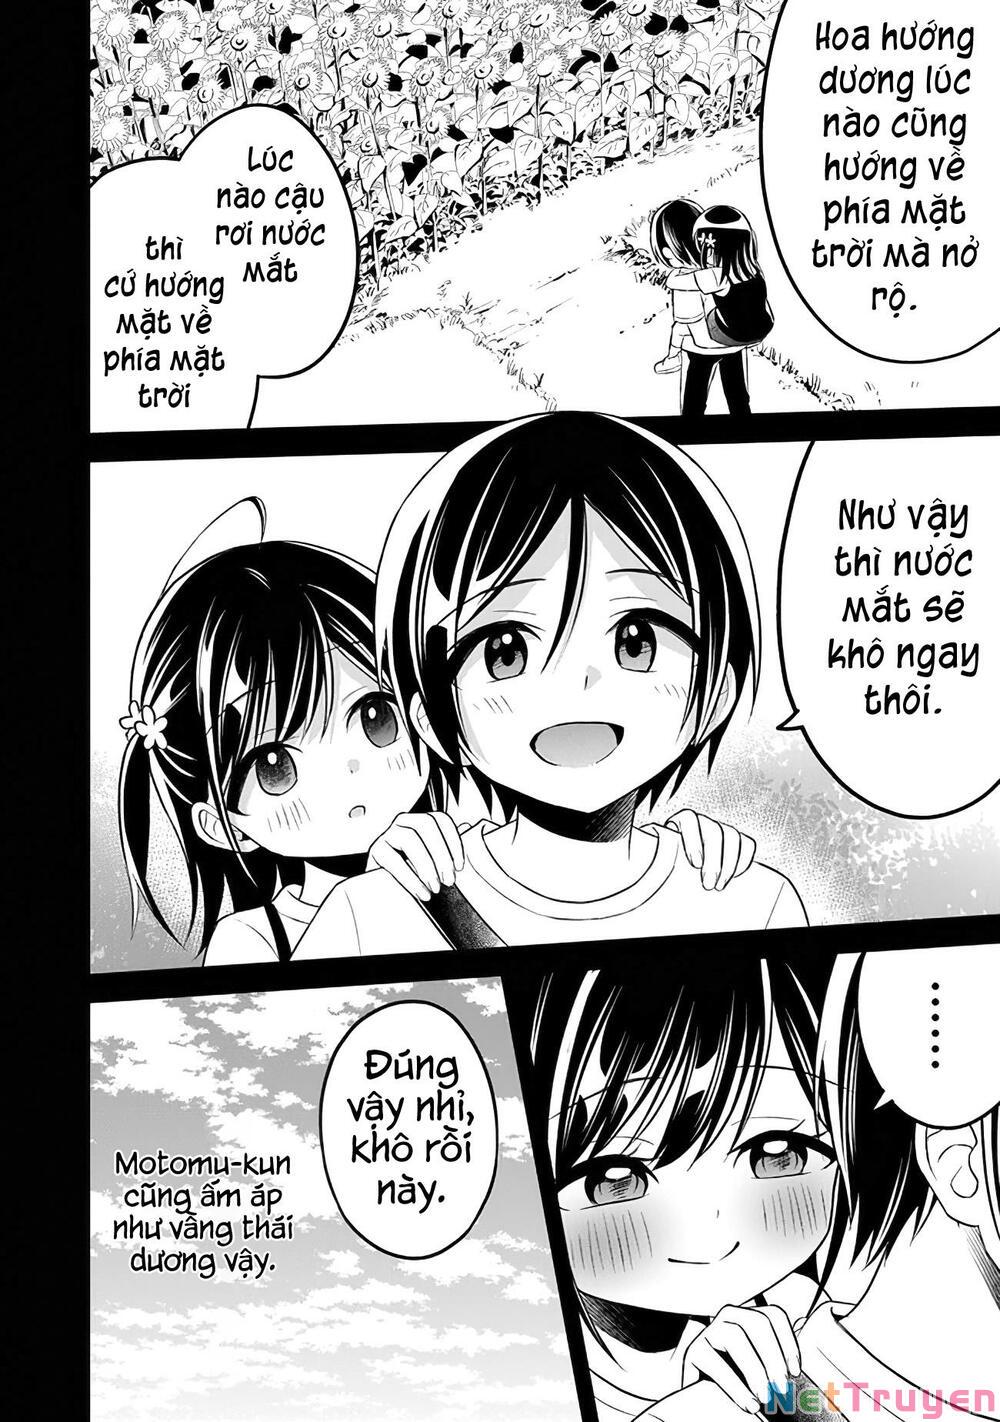 Hoa hướng
dương lúc
nào cũng
hướng về
phía mặt
trời mà nở
rộ.
Lúc
nào cậu
rơi nước
mắt
thì
cứ hướng
mặt về
phía mặt
trời
Như vậy
thì nước
mắt sẽ
khô ngay
thôi.
......
Đúng
vậy nhỉ,
khô rồi
này.
Motomu-kun
cũng ấm áp
như vầng thái
dương vậy.
NetTruyen